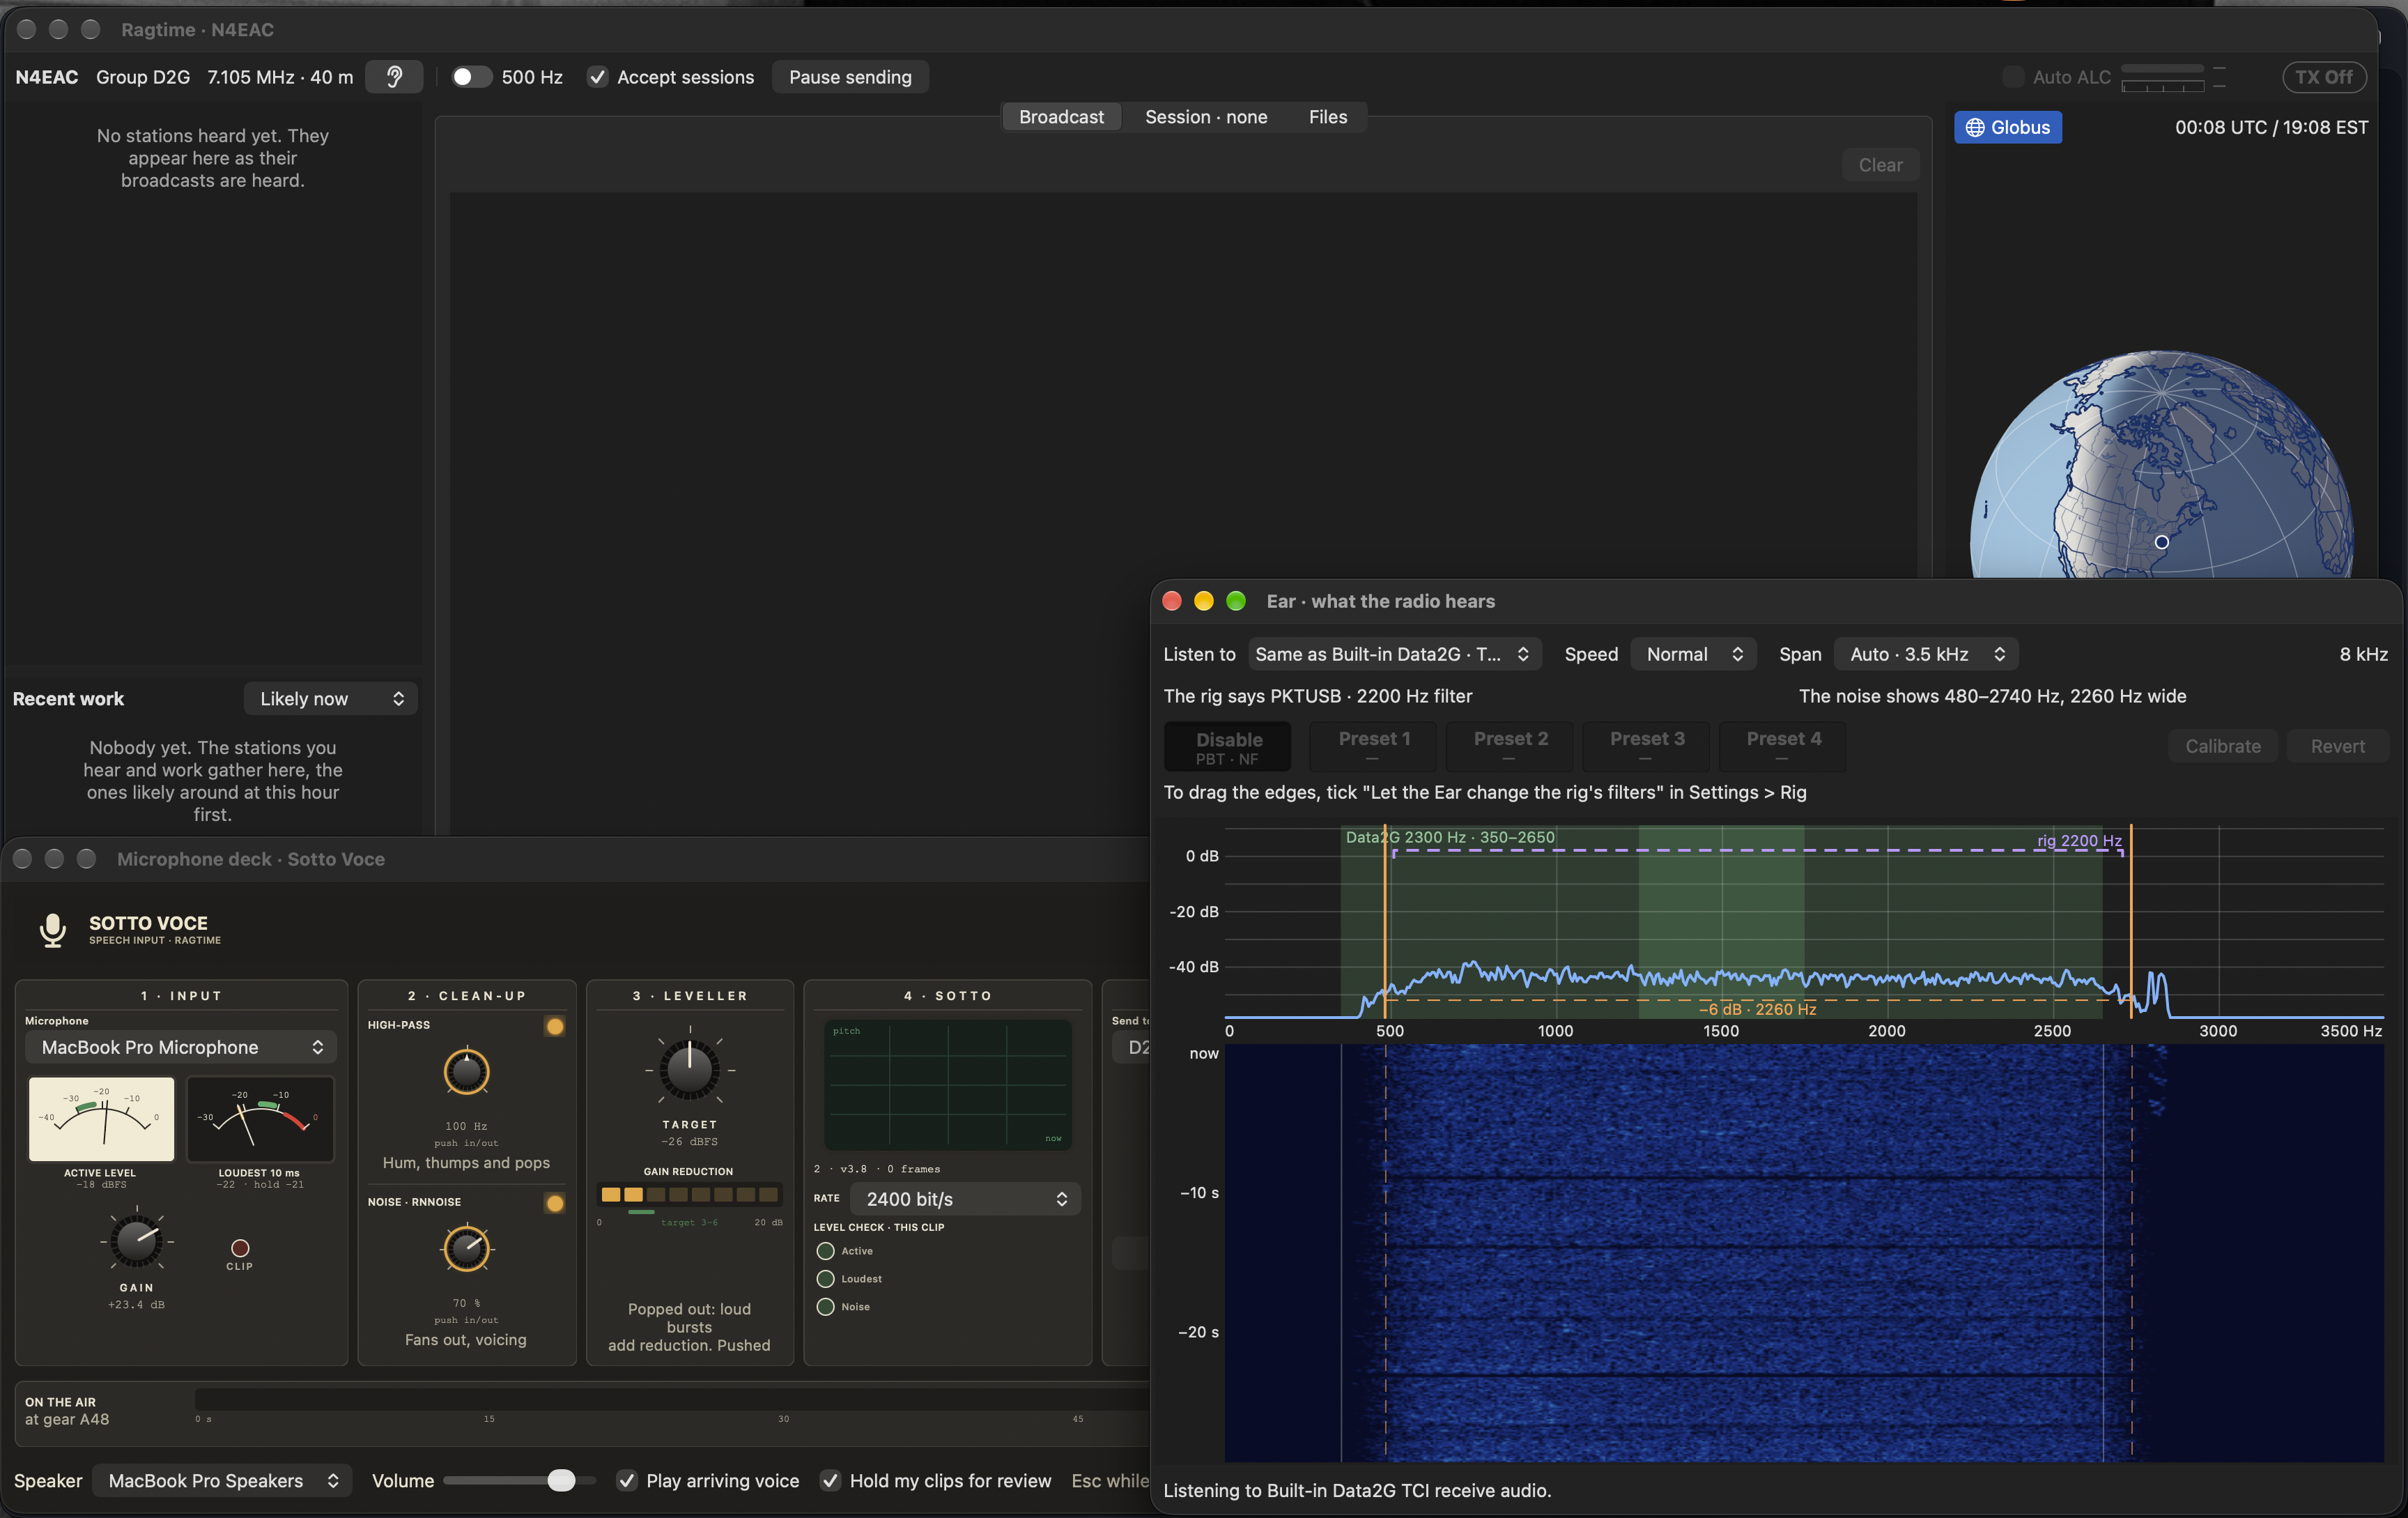 Ragtime · N4EAC
N4EAC Group D2G 7.105 MHz · 40 m 500 Hz Accept sessions Pause sending Auto ALC TX Off
Broadcast Session · none Files
Globus 00:08 UTC / 19:08 EST
No stations heard yet. They
appear here as their
broadcasts are heard.
Clear
Recent work Likely now
Nobody yet. The stations you
hear and work gather here, the
ones likely around at this hour
first.
Microphone deck · Sotto Voce
SOTTO VOCE
SPEECH INPUT · RAGTIME
1 · INPUT
Microphone
MacBook Pro Microphone
-40 -30 -20 -10 0
-30 -20 -10 0
ACTIVE LEVEL
-18 dBFS
LOUDEST 10 ms
-22 · hold -21
GAIN
+23.4 dB
CLIP
2 · CLEAN-UP
HIGH-PASS
100 Hz
push in/out
Hum, thumps and pops
NOISE · RNNOISE
70 %
push in/out
Fans out, voicing
3 · LEVELLER
TARGET
-26 dBFS
GAIN REDUCTION
0 target 3-6 20 dB
Popped out: loud
bursts
add reduction. Pushed
4 · SOTTO
pitch
now
2 · v3.8 · 0 frames
RATE 2400 bit/s
LEVEL CHECK · THIS CLIP
Active
Loudest
Noise
Send to
D2
ON THE AIR
at gear A48
0 s 15 30 45
Speaker MacBook Pro Speakers Volume Play arriving voice Hold my clips for review Esc while
Ear · what the radio hears
Listen to Same as Built-in Data2G · T... Speed Normal Span Auto · 3.5 kHz 8 kHz
The rig says PKTUSB · 2200 Hz filter The noise shows 480–2740 Hz, 2260 Hz wide
Disable
PBT · NF
Preset 1
—
Preset 2
—
Preset 3
—
Preset 4
—
Calibrate Revert
To drag the edges, tick "Let the Ear change the rig's filters" in Settings > Rig
Data2G 2300 Hz · 350–2650
rig 2200 Hz
0 dB
-20 dB
-40 dB
−6 dB · 2260 Hz
0 500 1000 1500 2000 2500 3000 3500 Hz
now
−10 s
−20 s
Listening to Built-in Data2G TCI receive audio.